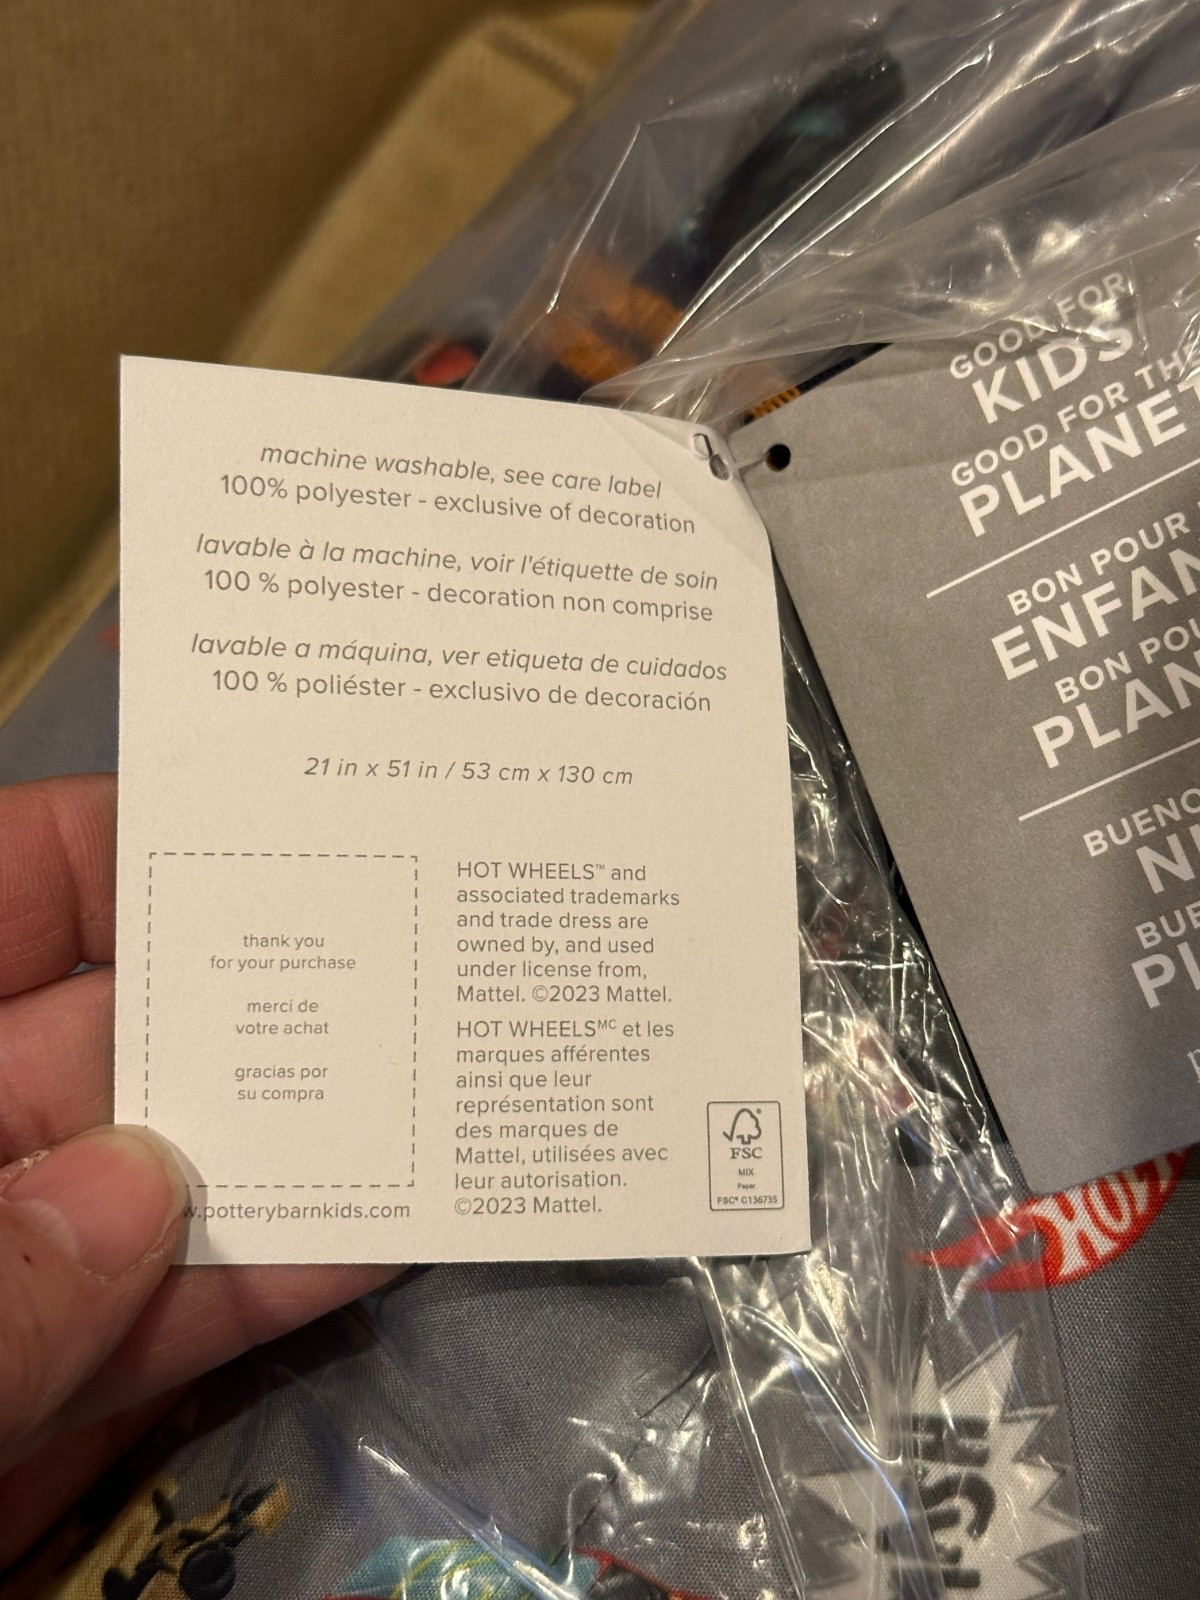 machine washable, see care label
100% polyester - exclusive of decoration
lavable à la machine, voir l'étiquette de soin
100 % polyester - decoration non comprise
lavable a máquina, ver etiqueta de cuidados
100 % poliéster - exclusivo de decoración
21 in x 51 in / 53 cm x 130 cm
thank you
for your purchase
merci de
votre achat
gracias por
su compra
w.potterybarnkids.com
HOT WHEELS™ and
associated trademarks
and trade dress are
owned by, and used
under license from,
Mattel. ©2023 Mattel.
HOT WHEELSᴹᶜ et les
marques afférentes
ainsi que leur
représentation sont
des marques de
Mattel, utilisées avec
leur autorisation.
©2023 Mattel.
FSC
MIX
Paper
FSC® C136735
GOOD FOR
KIDS
GOOD FOR THE
PLANET
BON POUR
ENFAN
BON POU
PLAN
BUENO
N
BUE
PL
HOT